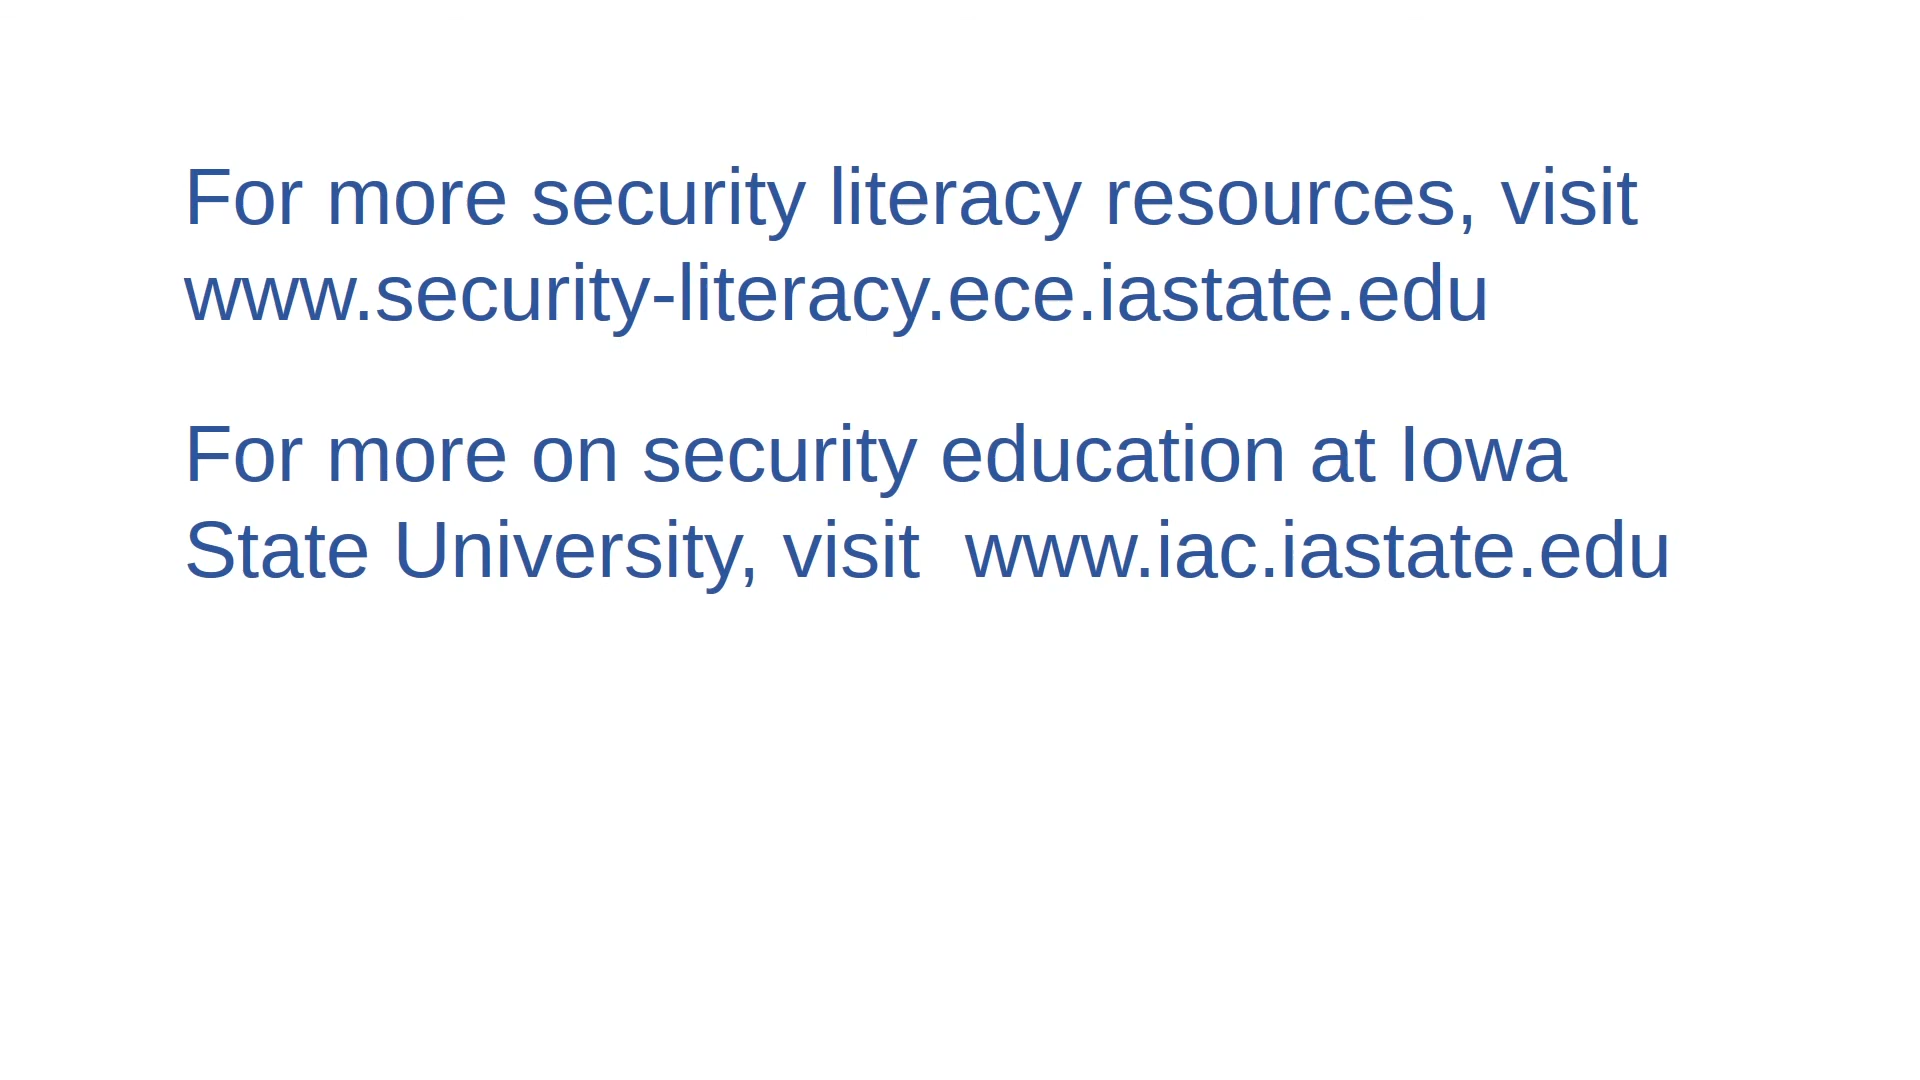 For more security literacy resources, visit
www.security-literacy.ece.iastate.edu
For more on security education at Iowa
State University, visit  www.iac.iastate.edu